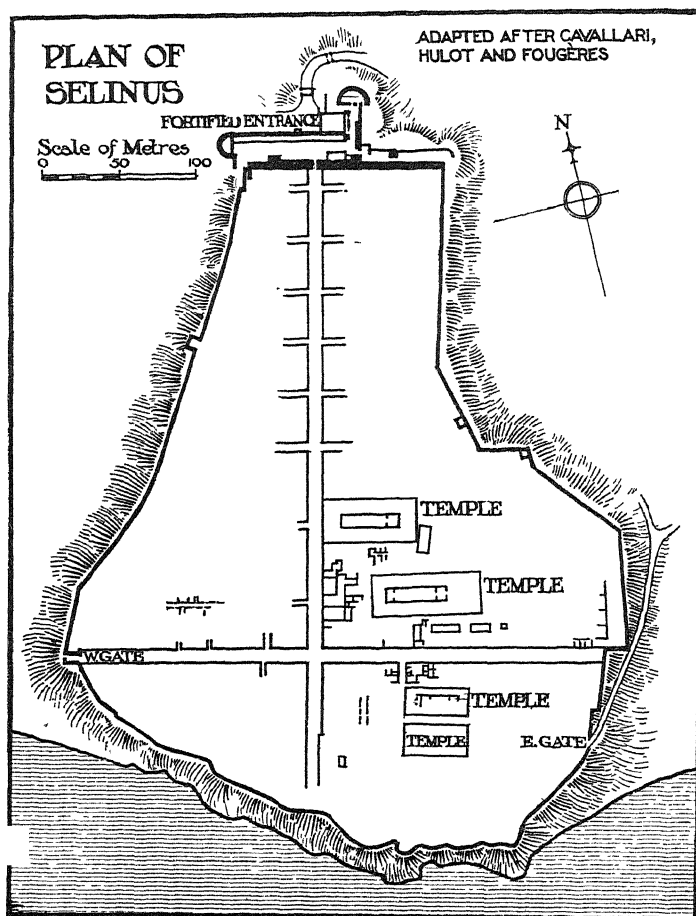 PLAN OF
SELINUS
ADAPTED AFTER CAVALLARI,
HULOT AND FOUGÈRES
FORTIFIED ENTRANCE
Scale of Metres
0 50 100
N
TEMPLE
TEMPLE
W.GATE
TEMPLE
TEMPLE
E.GATE